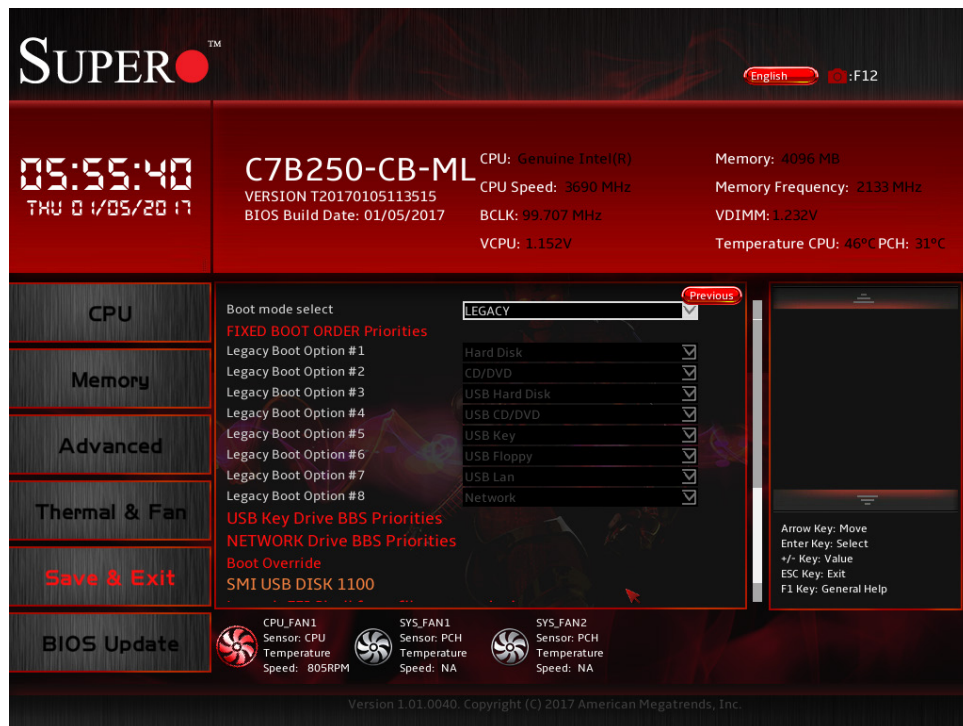 SUPER TM
English :F12
05:55:40
THU 01/05/2017
C7B250-CB-ML
VERSION T20170105113515
BIOS Build Date: 01/05/2017
CPU: Genuine Intel(R)
CPU Speed: 3690 MHz
BCLK: 99.707 MHz
VCPU: 1.152V
Memory: 4096 MB
Memory Frequency: 2133 MHz
VDIMM: 1.232V
Temperature CPU: 46°C PCH: 31°C
CPU
Memory
Advanced
Thermal & Fan
Save & Exit
BIOS Update
Previous
Boot mode select LEGACY
FIXED BOOT ORDER Priorities
Legacy Boot Option #1 Hard Disk
Legacy Boot Option #2 CD/DVD
Legacy Boot Option #3 USB Hard Disk
Legacy Boot Option #4 USB CD/DVD
Legacy Boot Option #5 USB Key
Legacy Boot Option #6 USB Floppy
Legacy Boot Option #7 USB Lan
Legacy Boot Option #8 Network
USB Key Drive BBS Priorities
NETWORK Drive BBS Priorities
Boot Override
SMI USB DISK 1100
Arrow Key: Move
Enter Key: Select
+/- Key: Value
ESC Key: Exit
F1 Key: General Help
CPU_FAN1
Sensor: CPU
Temperature
Speed: 805RPM
SYS_FAN1
Sensor: PCH
Temperature
Speed: NA
SYS_FAN2
Sensor: PCH
Temperature
Speed: NA
Version 1.01.0040. Copyright (C) 2017 American Megatrends, Inc.